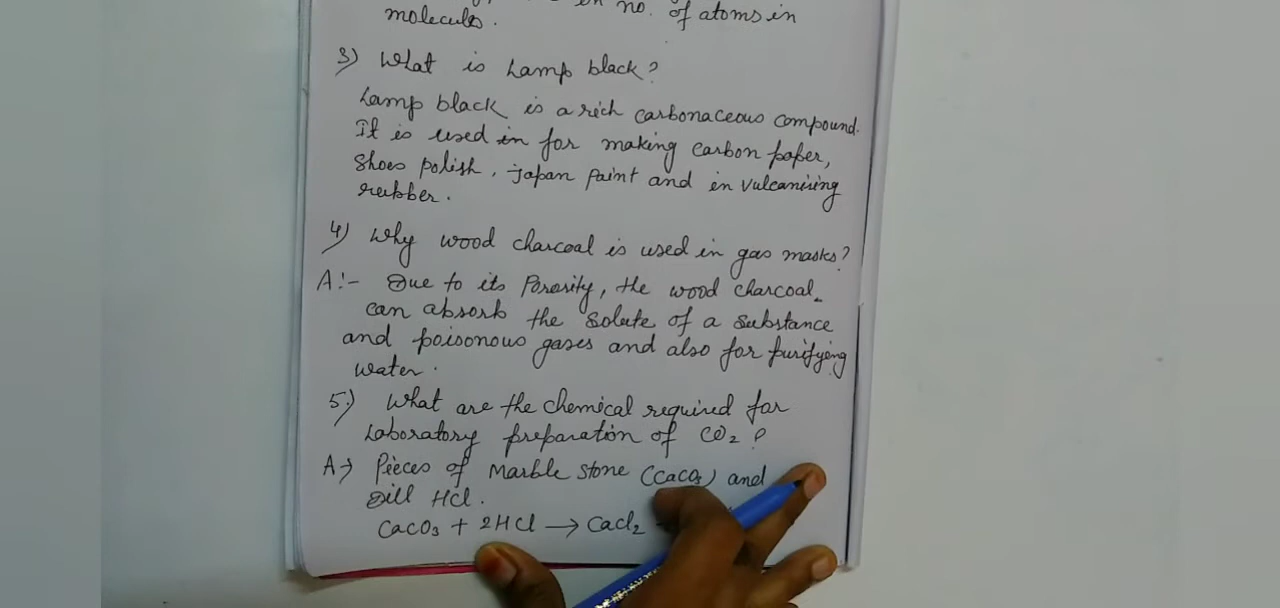 in no. of atoms in
molecules.
3) What is Lamp black?
Lamp black is a rich carbonaceous compound.
It is used in for making carbon paper,
Shoes polish, japan paint and in vulcanising
rubber.
4) Why wood charcoal is used in gas masks?
A:- Due to its Porosity, the wood charcoal
can absorb the solute of a substance
and poisonous gases and also for purifying
water.
5) What are the chemical required for
Laboratory preparation of CO2?
A→ Pieces of Marble stone (CaCO3) and
Dill HCl.
CaCO3 + 2HCl → CaCl2